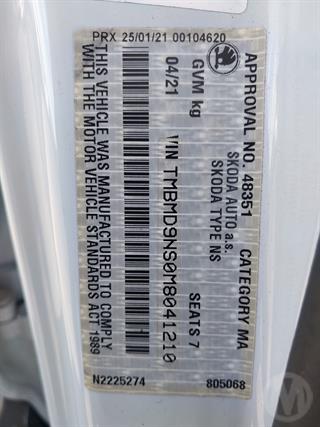 PRX 25/01/21 00104620
APPROVAL NO. 48351 CATEGORY MA
SKODA AUTO a.s.
SKODA TYPE NS
GVM kg SEATS 7
04/21
VIN TMBMD9NS0M8041210
THIS VEHICLE WAS MANUFACTURED TO COMPLY
WITH THE MOTOR VEHICLE STANDARDS ACT 1989
N2225274 805068